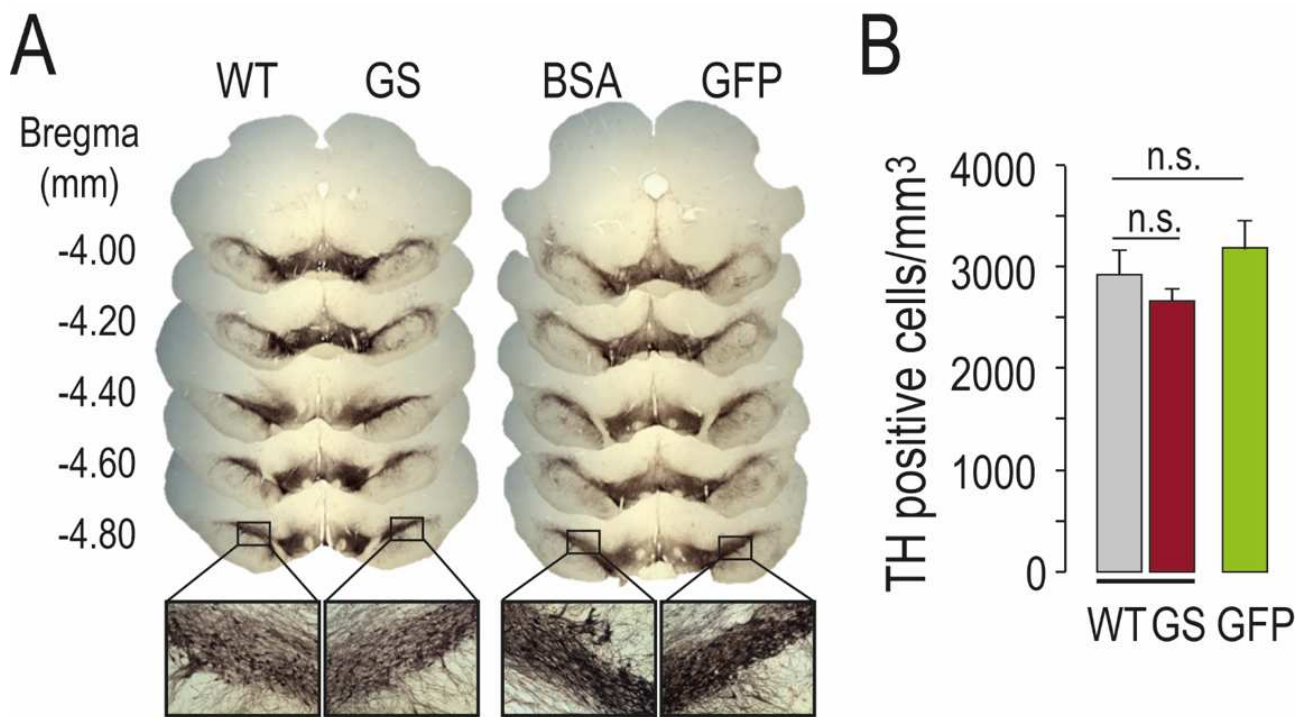 A
WT GS BSA GFP
Bregma
(mm)
-4.00
-4.20
-4.40
-4.60
-4.80
B
TH positive cells/mm³
4000
3000
2000
1000
0
n.s.
n.s.
WT GS GFP